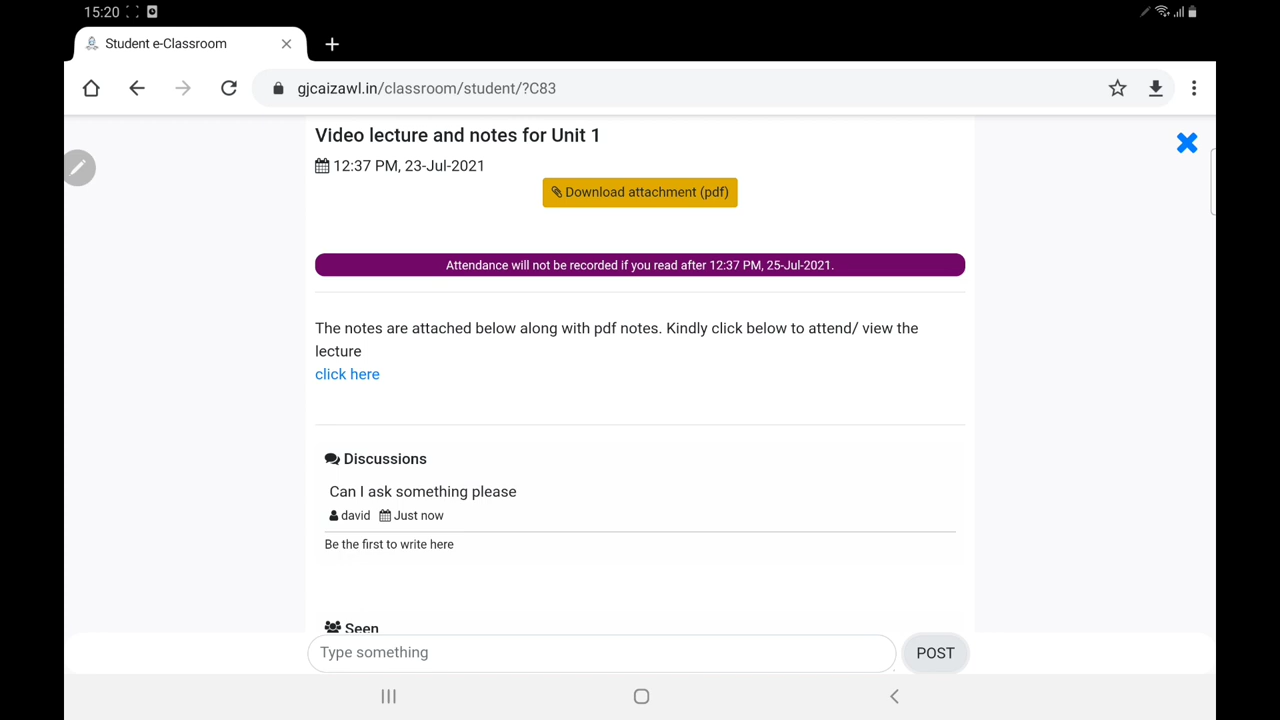 15:20
Student e-Classroom
gjcaizawl.in/classroom/student/?C83
Video lecture and notes for Unit 1
12:37 PM, 23-Jul-2021
Download attachment (pdf)
Attendance will not be recorded if you read after 12:37 PM, 25-Jul-2021.
The notes are attached below along with pdf notes. Kindly click below to attend/ view the
lecture
click here
Discussions
Can I ask something please
david Just now
Be the first to write here
Seen
Type something
POST